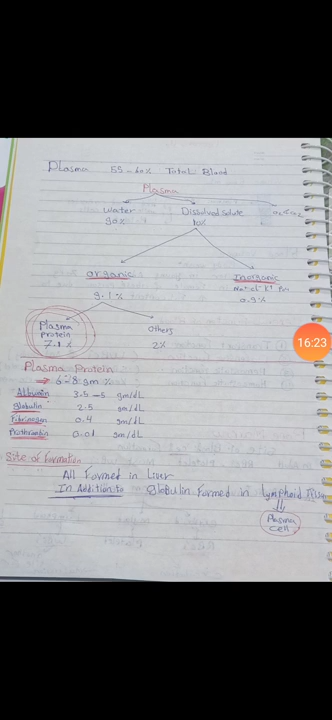 Plasma 55-60% Total Blood
Plasma
Water Dissolved solute
90% 10%
organic Inorganic
Na+ cl- K+ Po4
9.1% 0.9%
Plasma protein 7.1%
others
2%
16:23
Plasma Protein
→ 6-8 gm %
Albumin 3.5-5 gm/dL
Globulin 2.5 gm/dL
Fibrinogen 0.4 gm/dL
Prothrombin 0.01 gm/dL
Site of Formation
All Formed in Liver
In Addition to Globulin Formed in lymphoid
Plasma
cell